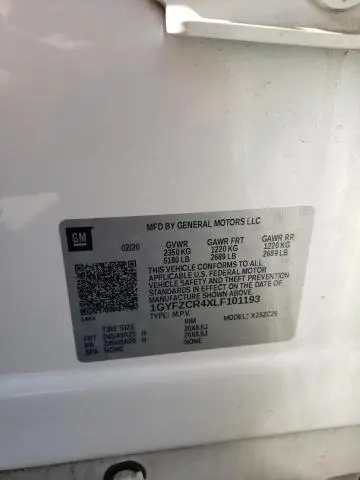 GM
MFD BY GENERAL MOTORS LLC
02/20 GVWR GAWR FRT GAWR RR
2350 KG 1220 KG 1220 KG
5180 LB 2689 LB 2689 LB
THIS VEHICLE CONFORMS TO ALL
APPLICABLE U.S. FEDERAL MOTOR
VEHICLE SAFETY AND THEFT PREVENTION
STANDARDS IN EFFECT ON THE DATE OF
MANUFACTURE SHOWN ABOVE.
1GYFZCR4XLF101193
TYPE: M.P.V. MODEL:
TIRE SIZE RIM
FRT H 20X8.5J
RR H 20X8.5J
SPA NONE NONE